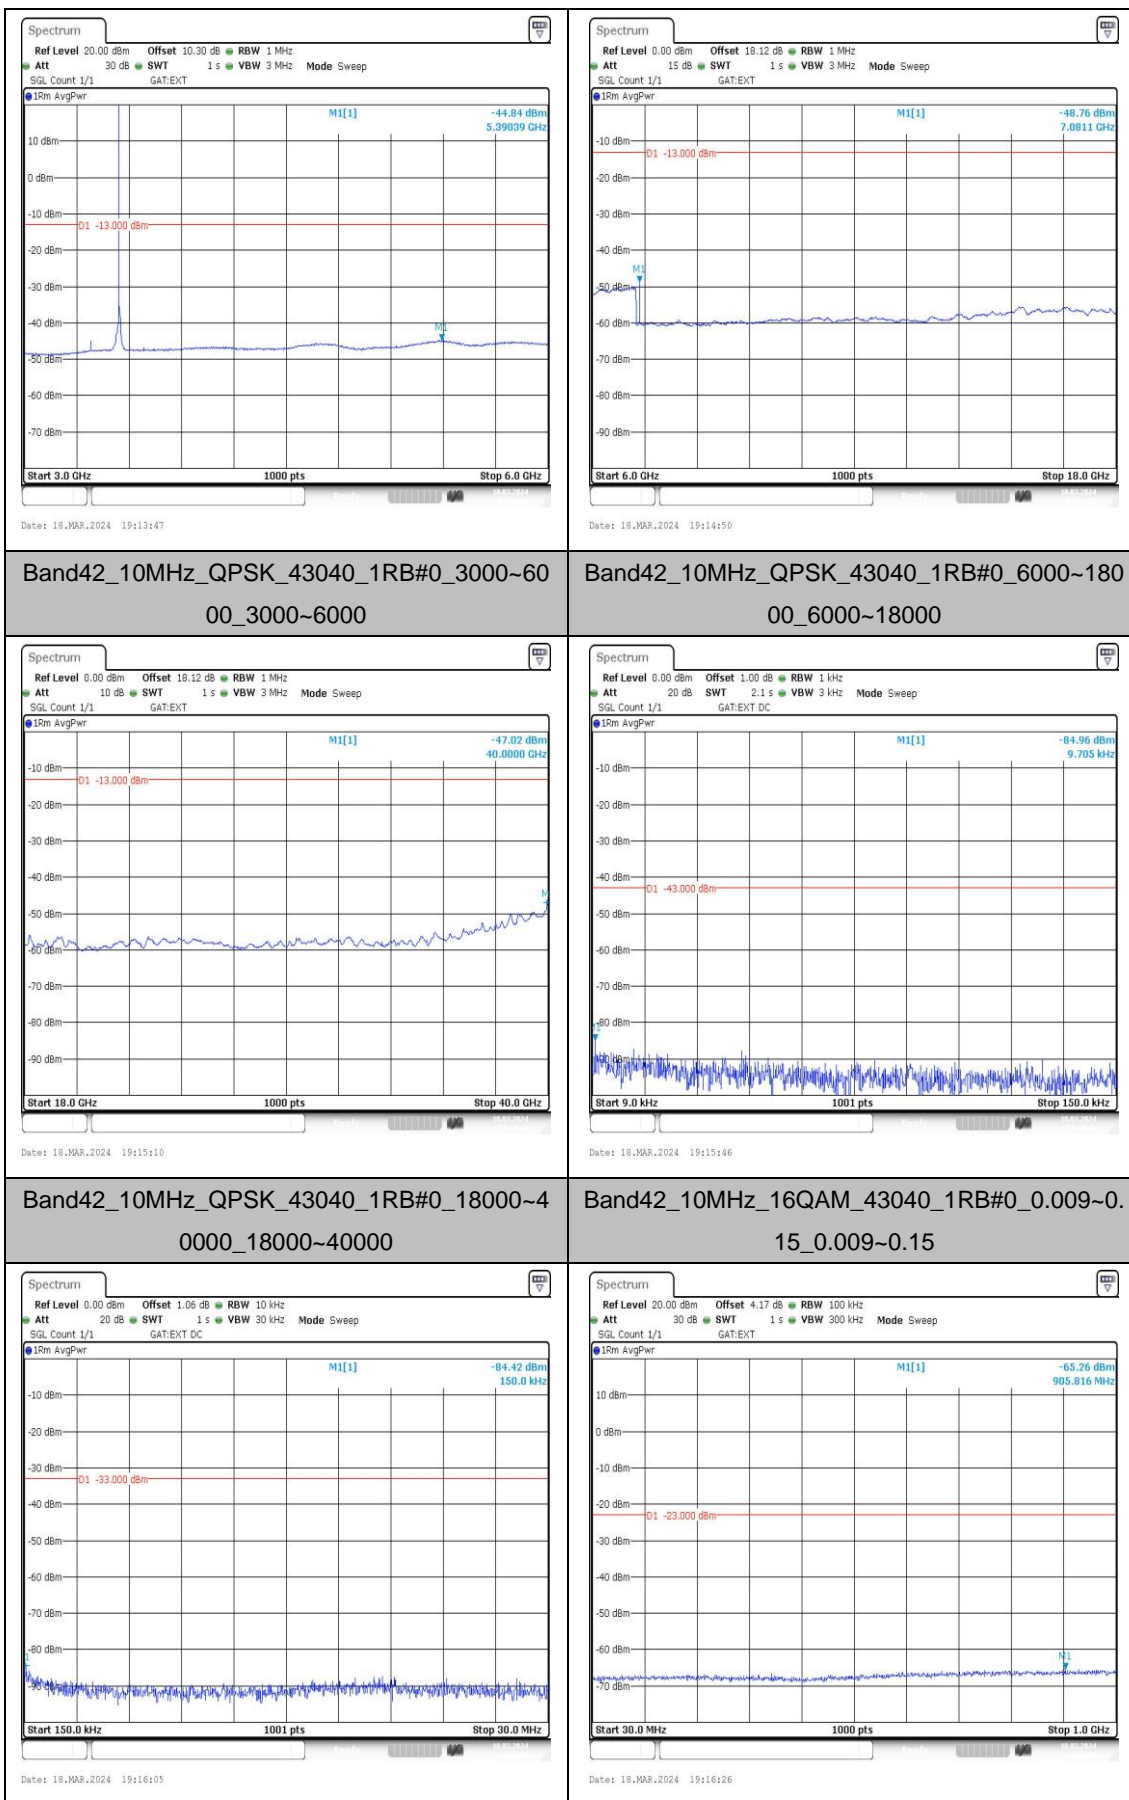 Spectrum
Ref Level 20.00 dBm Offset 10.30 dB RBW 1 MHz
Att 30 dB SWT 1 s VBW 3 MHz Mode Sweep
SGL Count 1/1 GAT:EXT
1Rm AvgPwr
M1[1] -44.84 dBm
5.39039 GHz
10 dBm
0 dBm
-10 dBm
D1 -13.000 dBm
-20 dBm
-30 dBm
-40 dBm
M1
-50 dBm
-60 dBm
-70 dBm
Start 3.0 GHz 1000 pts Stop 6.0 GHz
Date: 18.MAR.2024 19:13:47
Spectrum
Ref Level 0.00 dBm Offset 18.12 dB RBW 1 MHz
Att 15 dB SWT 1 s VBW 3 MHz Mode Sweep
SGL Count 1/1 GAT:EXT
1Rm AvgPwr
M1[1] -48.76 dBm
7.0811 GHz
-10 dBm
D1 -13.000 dBm
-20 dBm
-30 dBm
-40 dBm
M1
-50 dBm
-60 dBm
-70 dBm
-80 dBm
-90 dBm
Start 6.0 GHz 1000 pts Stop 18.0 GHz
Date: 18.MAR.2024 19:14:50
Band42_10MHz_QPSK_43040_1RB#0_3000~60
00_3000~6000
Band42_10MHz_QPSK_43040_1RB#0_6000~180
00_6000~18000
Spectrum
Ref Level 0.00 dBm Offset 18.12 dB RBW 1 MHz
Att 10 dB SWT 1 s VBW 3 MHz Mode Sweep
SGL Count 1/1 GAT:EXT
1Rm AvgPwr
M1[1] -47.02 dBm
40.0000 GHz
-10 dBm
D1 -13.000 dBm
-20 dBm
-30 dBm
-40 dBm
-50 dBm
-60 dBm
-70 dBm
-80 dBm
-90 dBm
Start 18.0 GHz 1000 pts Stop 40.0 GHz
Date: 18.MAR.2024 19:15:10
Spectrum
Ref Level 0.00 dBm Offset 1.00 dB RBW 1 kHz
Att 20 dB SWT 2.1 s VBW 3 kHz Mode Sweep
SGL Count 1/1 GAT:EXT DC
1Rm AvgPwr
M1[1] -84.96 dBm
9.705 kHz
-10 dBm
-20 dBm
-30 dBm
-40 dBm
D1 -43.000 dBm
-50 dBm
-60 dBm
-70 dBm
-80 dBm
Start 9.0 kHz 1001 pts Stop 150.0 kHz
Date: 18.MAR.2024 19:15:46
Band42_10MHz_QPSK_43040_1RB#0_18000~4
0000_18000~40000
Band42_10MHz_16QAM_43040_1RB#0_0.009~0.
15_0.009~0.15
Spectrum
Ref Level 0.00 dBm Offset 1.06 dB RBW 10 kHz
Att 20 dB SWT 1 s VBW 30 kHz Mode Sweep
SGL Count 1/1 GAT:EXT DC
1Rm AvgPwr
M1[1] -84.42 dBm
150.0 kHz
-10 dBm
-20 dBm
-30 dBm
D1 -33.000 dBm
-40 dBm
-50 dBm
-60 dBm
-70 dBm
-80 dBm
Start 150.0 kHz 1001 pts Stop 30.0 MHz
Date: 18.MAR.2024 19:16:05
Spectrum
Ref Level 20.00 dBm Offset 4.17 dB RBW 100 kHz
Att 30 dB SWT 1 s VBW 300 kHz Mode Sweep
SGL Count 1/1 GAT:EXT
1Rm AvgPwr
M1[1] -65.26 dBm
905.816 MHz
10 dBm
0 dBm
-10 dBm
-20 dBm
D1 -23.000 dBm
-30 dBm
-40 dBm
-50 dBm
-60 dBm
M1
-70 dBm
Start 30.0 MHz 1000 pts Stop 1.0 GHz
Date: 18.MAR.2024 19:16:26